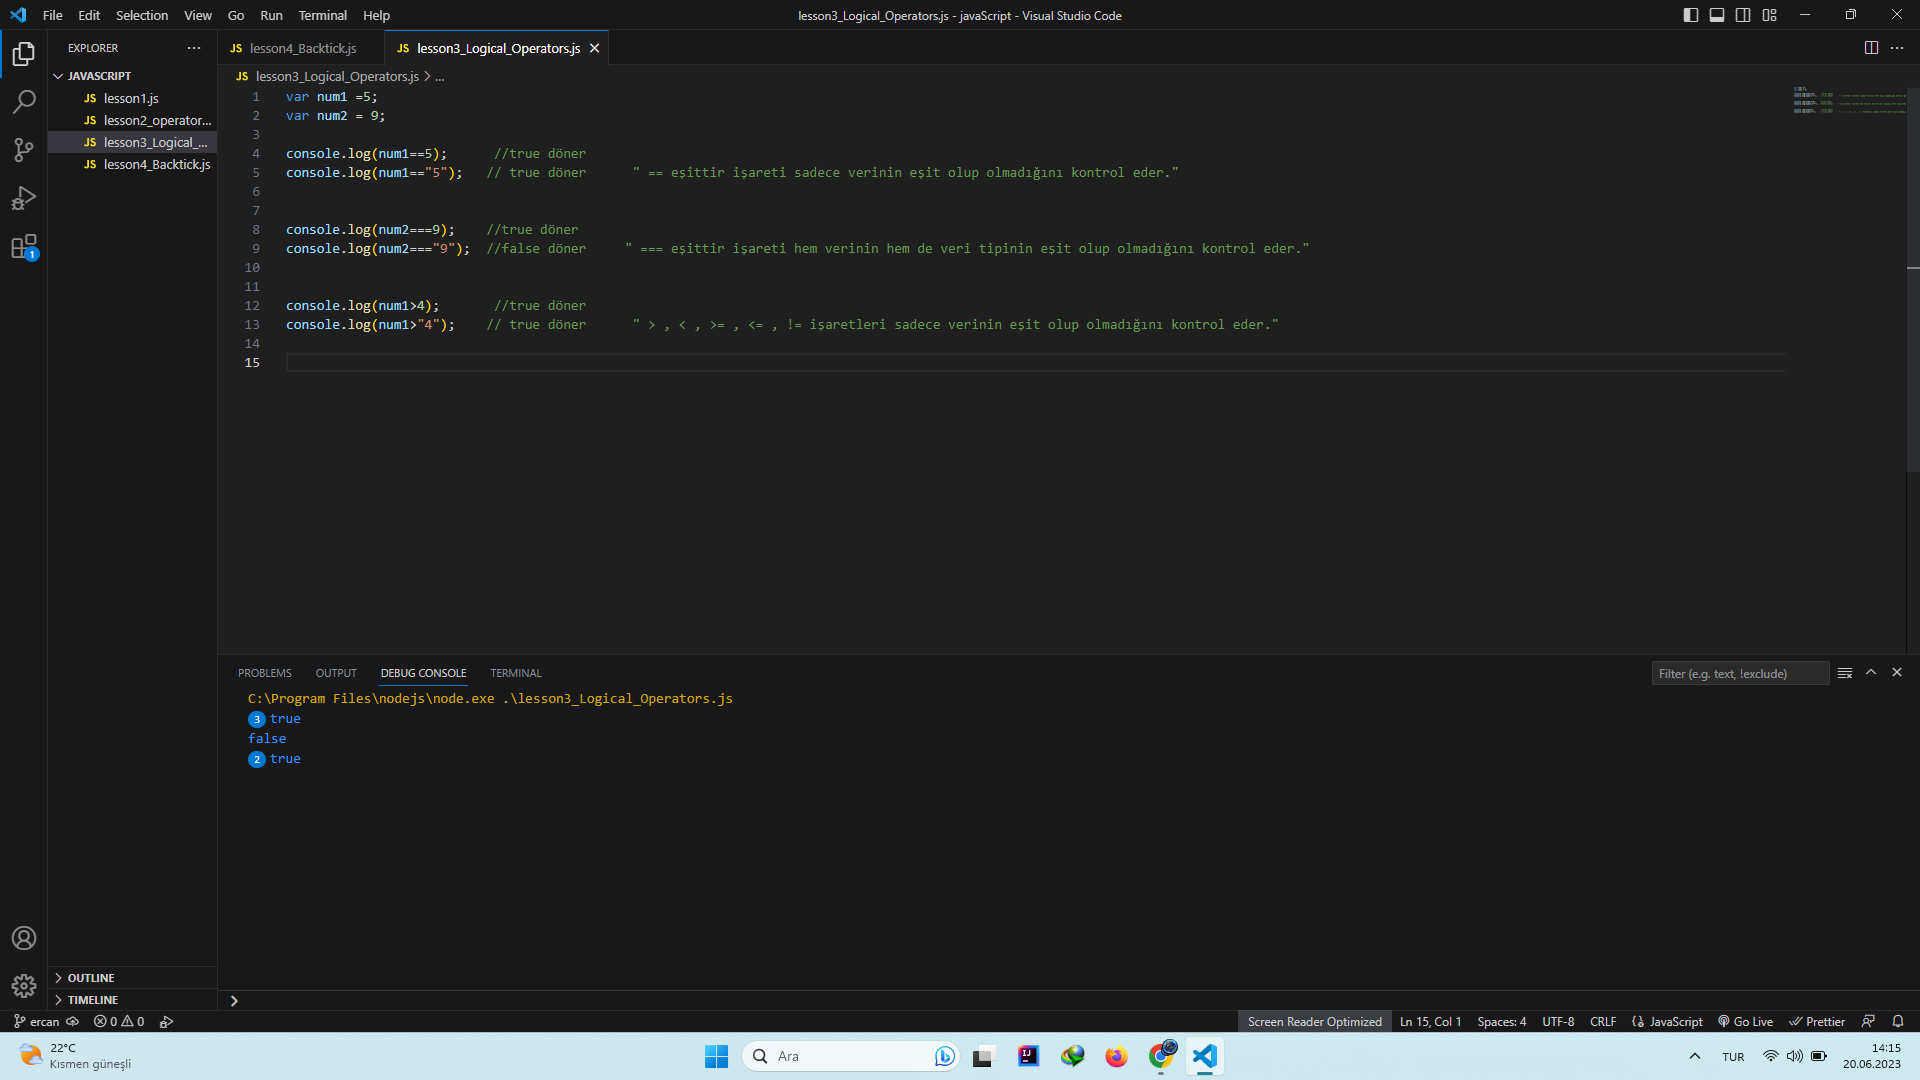 File Edit Selection View Go Run Terminal Help
lesson3_Logical_Operators.js - javaScript - Visual Studio Code
EXPLORER
JAVASCRIPT
JS lesson1.js
JS lesson2_operator...
JS lesson3_Logical_...
JS lesson4_Backtick.js
OUTLINE
TIMELINE
JS lesson4_Backtick.js
JS lesson3_Logical_Operators.js
JS lesson3_Logical_Operators.js > ...
1 var num1 =5;
2 var num2 = 9;
3
4 console.log(num1==5); //true döner
5 console.log(num1=="5"); // true döner " == eşittir işareti sadece verinin eşit olup olmadığını kontrol eder."
6
7
8 console.log(num2===9); //true döner
9 console.log(num2==="9"); //false döner " === eşittir işareti hem verinin hem de veri tipinin eşit olup olmadığını kontrol eder."
10
11
12 console.log(num1>4); //true döner
13 console.log(num1>"4"); // true döner " > , < , >= , <= , != işaretleri sadece verinin eşit olup olmadığını kontrol eder."
14
15
PROBLEMS OUTPUT DEBUG CONSOLE TERMINAL
Filter (e.g. text, !exclude)
C:\Program Files\nodejs\node.exe .\lesson3_Logical_Operators.js
3 true
false
2 true
1
ercan 0 0
Screen Reader Optimized Ln 15, Col 1 Spaces: 4 UTF-8 CRLF {} JavaScript Go Live Prettier
22°C
Kısmen güneşli
Ara
IJ
TUR
14:15
20.06.2023